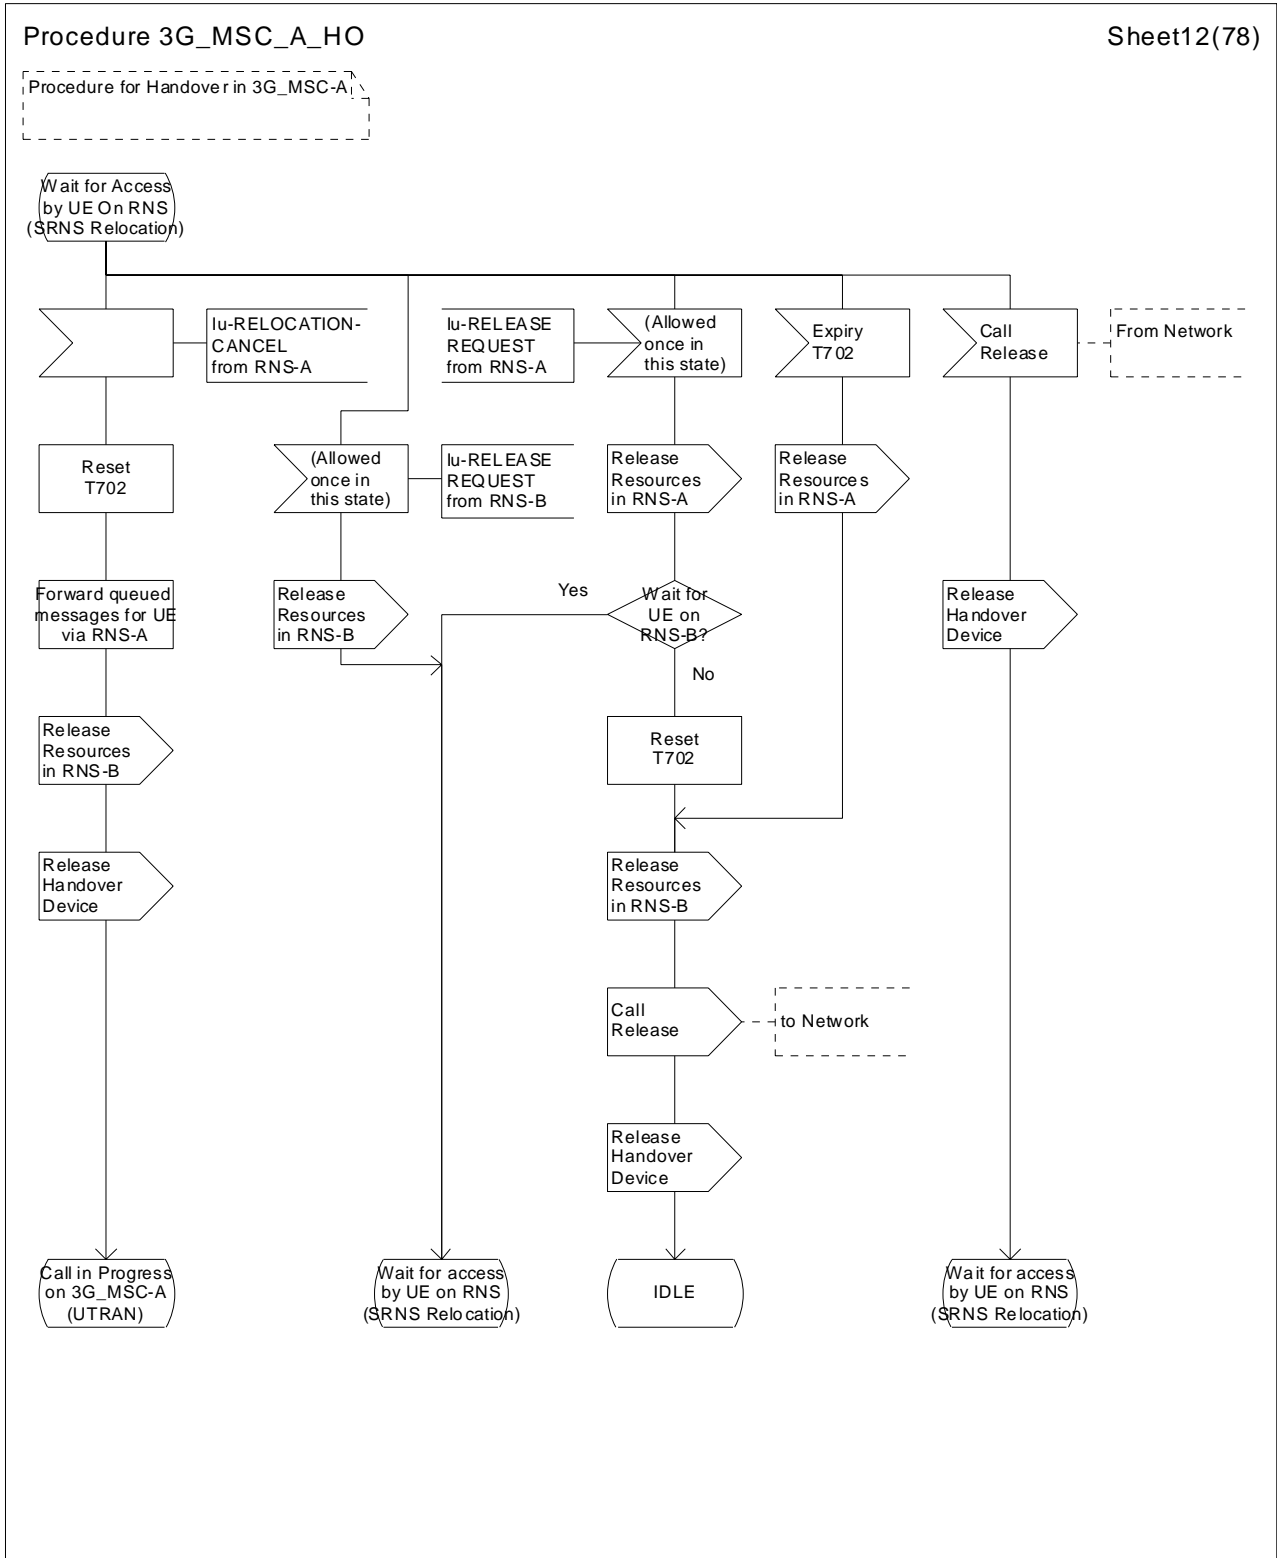 Procedure 3G_MSC_A_HO
Sheet12(78)
Procedure for Handover in 3G_MSC-A
Wait for Access
by UE On RNS
(SRNS Relocation)
Iu-RELOCATION-
CANCEL
from RNS-A
Iu-RELEASE
REQUEST
from RNS-A
(Allowed
once in
this state)
Expiry
T702
Call
Release
From Network
Reset
T702
(Allowed
once in
this state)
Iu-RELEASE
REQUEST
from RNS-B
Release
Resources
in RNS-A
Release
Resources
in RNS-A
Forward queued
messages for UE
via RNS-A
Release
Resources
in RNS-B
Yes
Wait for
UE on
RNS-B?
No
Release
Handover
Device
Release
Resources
in RNS-B
Reset
T702
Release
Handover
Device
Release
Resources
in RNS-B
Call
Release
to Network
Release
Handover
Device
Call in Progress
on 3G_MSC-A
(UTRAN)
Wait for access
by UE on RNS
(SRNS Relocation)
IDLE
Wait for access
by UE on RNS
(SRNS Relocation)